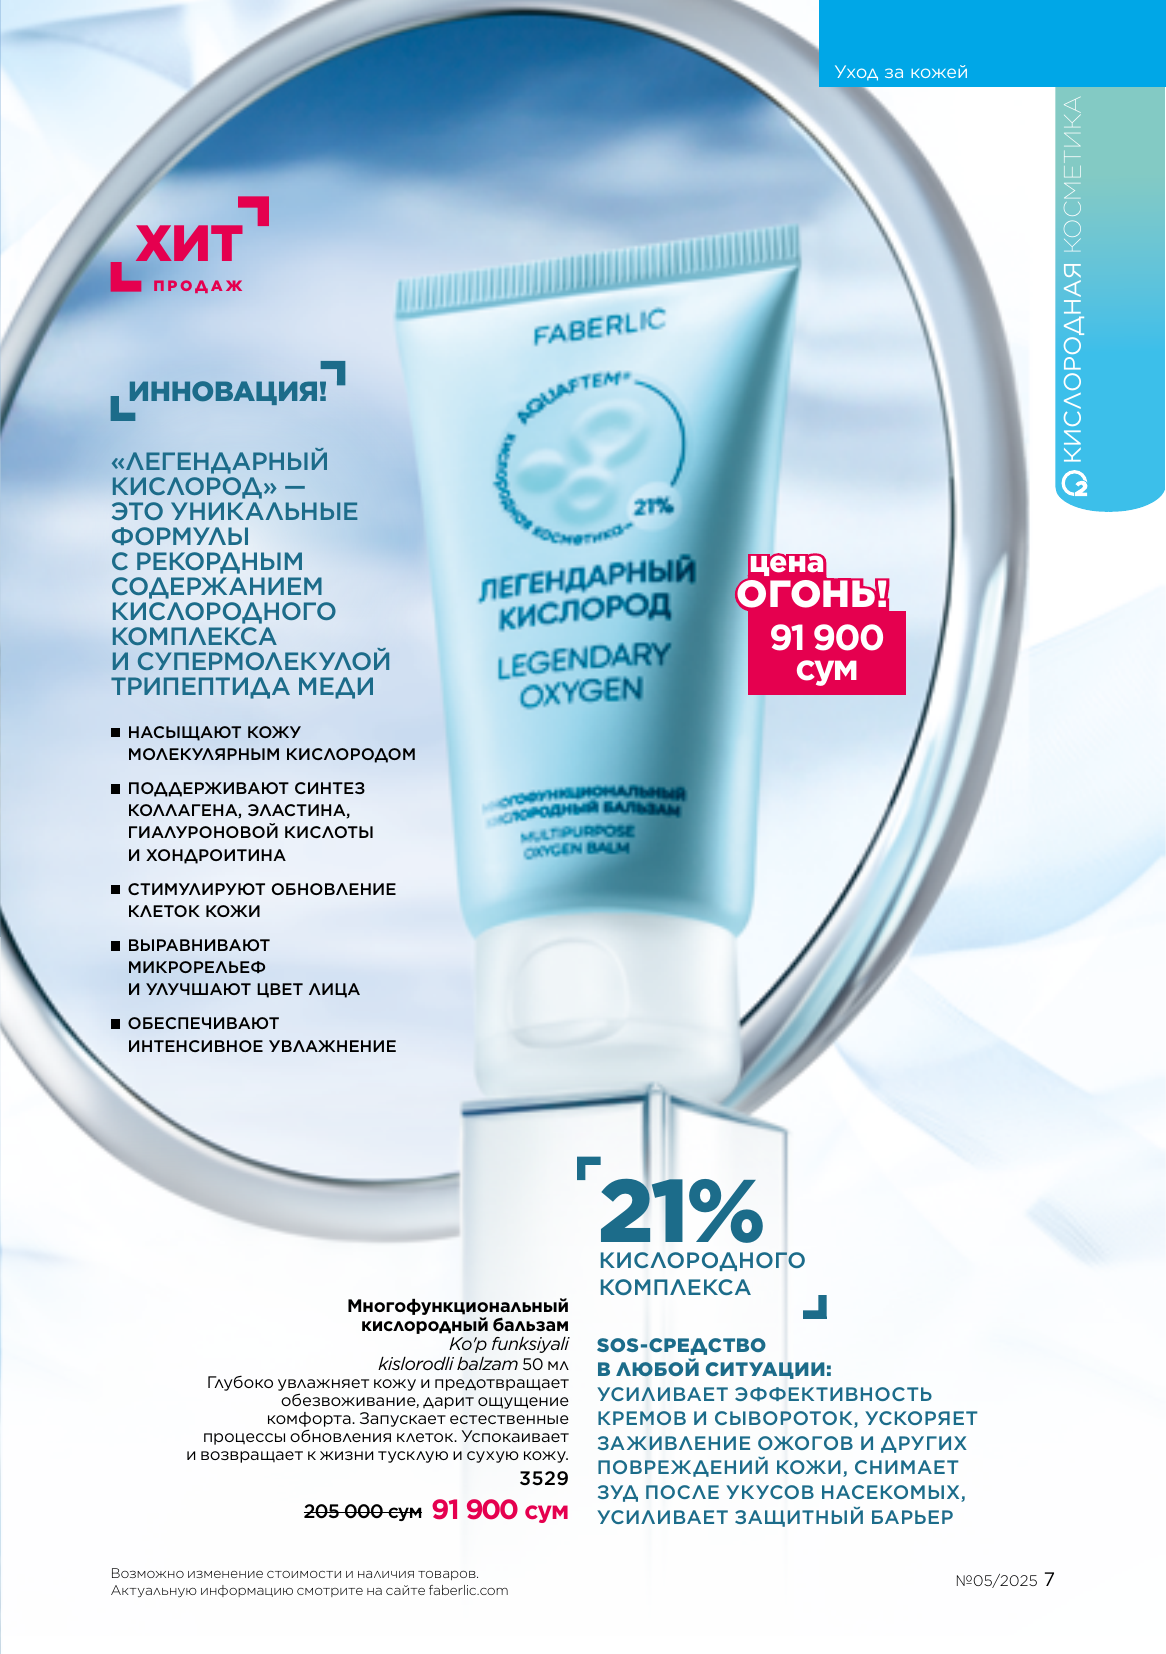 Уход за кожей
КИСЛОРОДНАЯ КОСМЕТИКА
ХИТ
ПРОДАЖ
ИННОВАЦИЯ!
«ЛЕГЕНДАРНЫЙ
КИСЛОРОД» —
ЭТО УНИКАЛЬНЫЕ
ФОРМУЛЫ
С РЕКОРДНЫМ
СОДЕРЖАНИЕМ
КИСЛОРОДНОГО
КОМПЛЕКСА
И СУПЕРМОЛЕКУЛОЙ
ТРИПЕПТИДА МЕДИ
НАСЫЩАЮТ КОЖУ
МОЛЕКУЛЯРНЫМ КИСЛОРОДОМ
ПОДДЕРЖИВАЮТ СИНТЕЗ
КОЛЛАГЕНА, ЭЛАСТИНА,
ГИАЛУРОНОВОЙ КИСЛОТЫ
И ХОНДРОИТИНА
СТИМУЛИРУЮТ ОБНОВЛЕНИЕ
КЛЕТОК КОЖИ
ВЫРАВНИВАЮТ
МИКРОРЕЛЬЕФ
И УЛУЧШАЮТ ЦВЕТ ЛИЦА
ОБЕСПЕЧИВАЮТ
ИНТЕНСИВНОЕ УВЛАЖНЕНИЕ
FABERLIC
AQUAFTEM®
кислородная косметика
21%
ЛЕГЕНДАРНЫЙ
КИСЛОРОД
LEGENDARY
OXYGEN
МНОГОФУНКЦИОНАЛЬНЫЙ
КИСЛОРОДНЫЙ БАЛЬЗАМ
MULTIPURPOSE
OXYGEN BALM
цена
ОГОНЬ!
91 900
сум
21%
КИСЛОРОДНОГО
КОМПЛЕКСА
Многофункциональный
кислородный бальзам
Ko'p funksiyali
kislorodli balzam 50 мл
Глубоко увлажняет кожу и предотвращает
обезвоживание, дарит ощущение
комфорта. Запускает естественные
процессы обновления клеток. Успокаивает
и возвращает к жизни тусклую и сухую кожу.
3529
205 000 сум 91 900 сум
SOS-СРЕДСТВО
В ЛЮБОЙ СИТУАЦИИ:
УСИЛИВАЕТ ЭФФЕКТИВНОСТЬ
КРЕМОВ И СЫВОРОТОК, УСКОРЯЕТ
ЗАЖИВЛЕНИЕ ОЖОГОВ И ДРУГИХ
ПОВРЕЖДЕНИЙ КОЖИ, СНИМАЕТ
ЗУД ПОСЛЕ УКУСОВ НАСЕКОМЫХ,
УСИЛИВАЕТ ЗАЩИТНЫЙ БАРЬЕР
Возможно изменение стоимости и наличия товаров.
Актуальную информацию смотрите на сайте faberlic.com
№05/2025 7